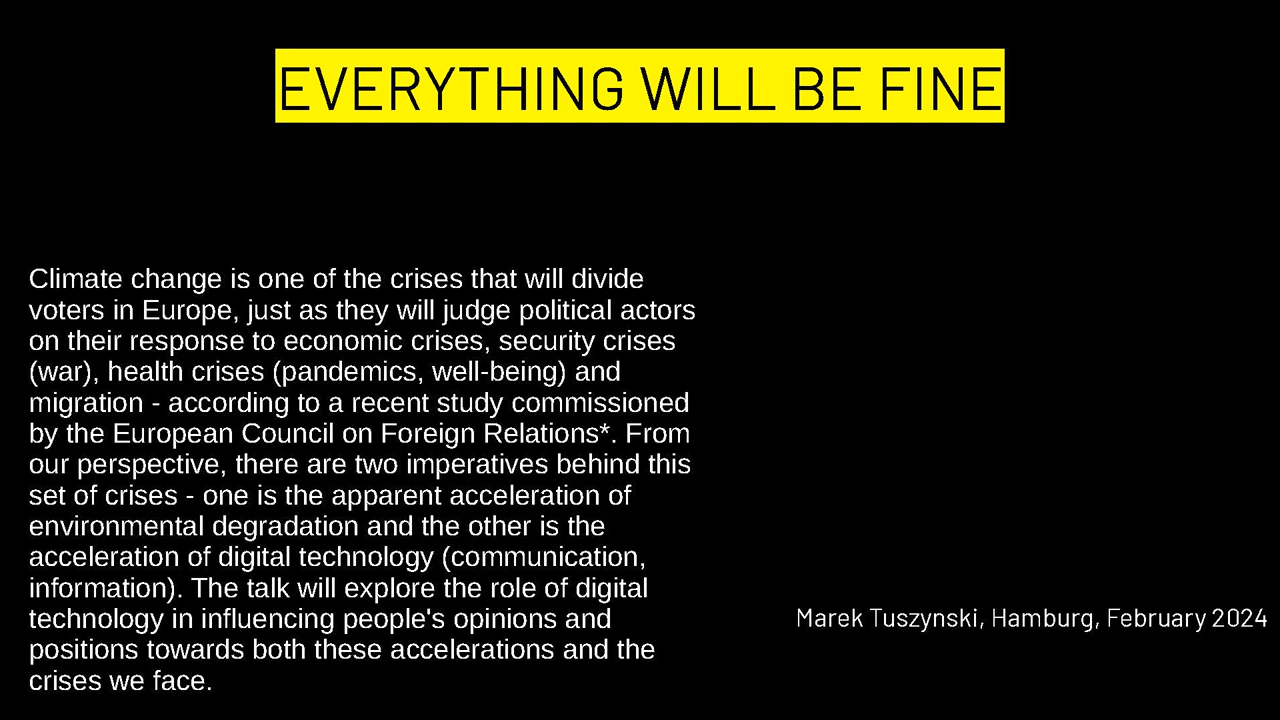 EVERYTHING WILL BE FINE
Climate change is one of the crises that will divide
voters in Europe, just as they will judge political actors
on their response to economic crises, security crises
(war), health crises (pandemics, well-being) and
migration - according to a recent study commissioned
by the European Council on Foreign Relations*. From
our perspective, there are two imperatives behind this
set of crises - one is the apparent acceleration of
environmental degradation and the other is the
acceleration of digital technology (communication,
information). The talk will explore the role of digital
technology in influencing people's opinions and
positions towards both these accelerations and the
crises we face.
Marek Tuszynski, Hamburg, February 2024